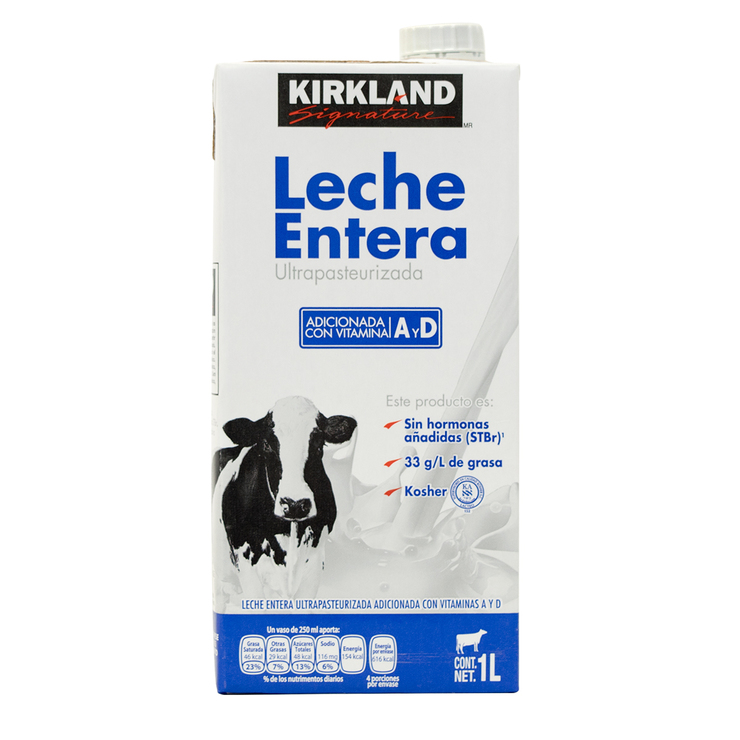 KIRKLAND
Signature
MR
Leche
Entera
Ultrapasteurizada
ADICIONADA
CON VITAMINA A Y D
Este producto es:
Sin hormonas
añadidas (STBr)¹
33 g/L de grasa
Kosher
KA
LECHE ENTERA ULTRAPASTEURIZADA ADICIONADA CON VITAMINAS A Y D
Un vaso de 250 ml aporta:
Grasa Saturada 46 kcal 23%
Otras Grasas 29 kcal 7%
Azúcares Totales 48 kcal 13%
Sodio 116 mg 6%
Energía 154 kcal
Energía por envase 616 kcal
% de los nutrimentos diarios
4 porciones
por envase
CONT.
NET. 1L